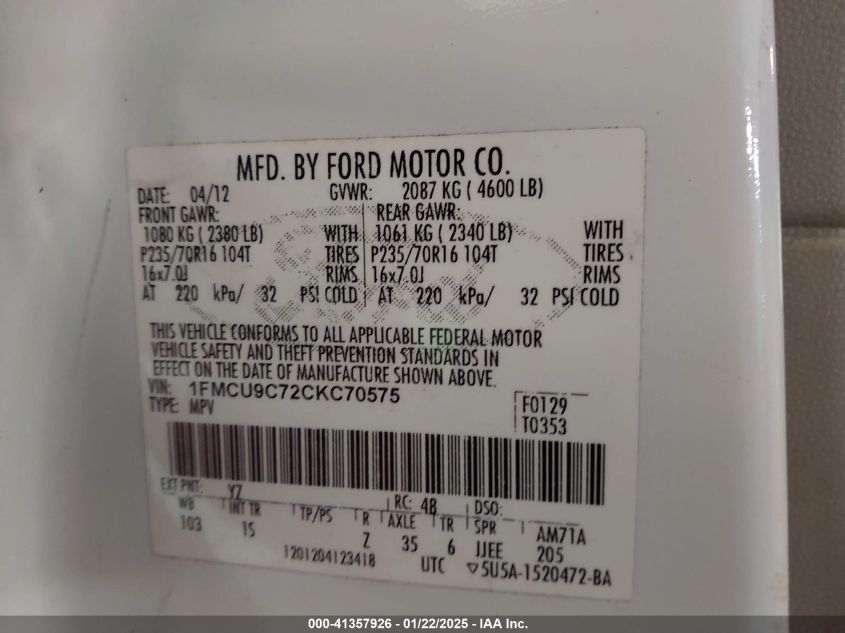 MFD. BY FORD MOTOR CO.
DATE: 04/12 GVWR: 2087 KG ( 4600 LB)
FRONT GAWR: REAR GAWR:
1080 KG ( 2380 LB) WITH 1061 KG ( 2340 LB) WITH
P235/70R16 104T TIRES P235/70R16 104T TIRES
16x7.0J RIMS 16x7.0J RIMS
AT 220 kPa/ 32 PSI COLD AT 220 kPa/ 32 PSI COLD
THIS VEHICLE CONFORMS TO ALL APPLICABLE FEDERAL MOTOR
VEHICLE SAFETY AND THEFT PREVENTION STANDARDS IN
EFFECT ON THE DATE OF MANUFACTURE SHOWN ABOVE.
VIN: 1FMCU9C72CKC70575
TYPE: MPV
F0129
T0353
EXT PNT: YZ RC: 48 DSO:
WB INT TR TP/PS R AXLE TR SPR AM71A
103 1S Z 35 6 JJEE 205
1201204123418 UTC ▽5U5A-1520472-BA
000-41357926 - 01/22/2025 - IAA Inc.